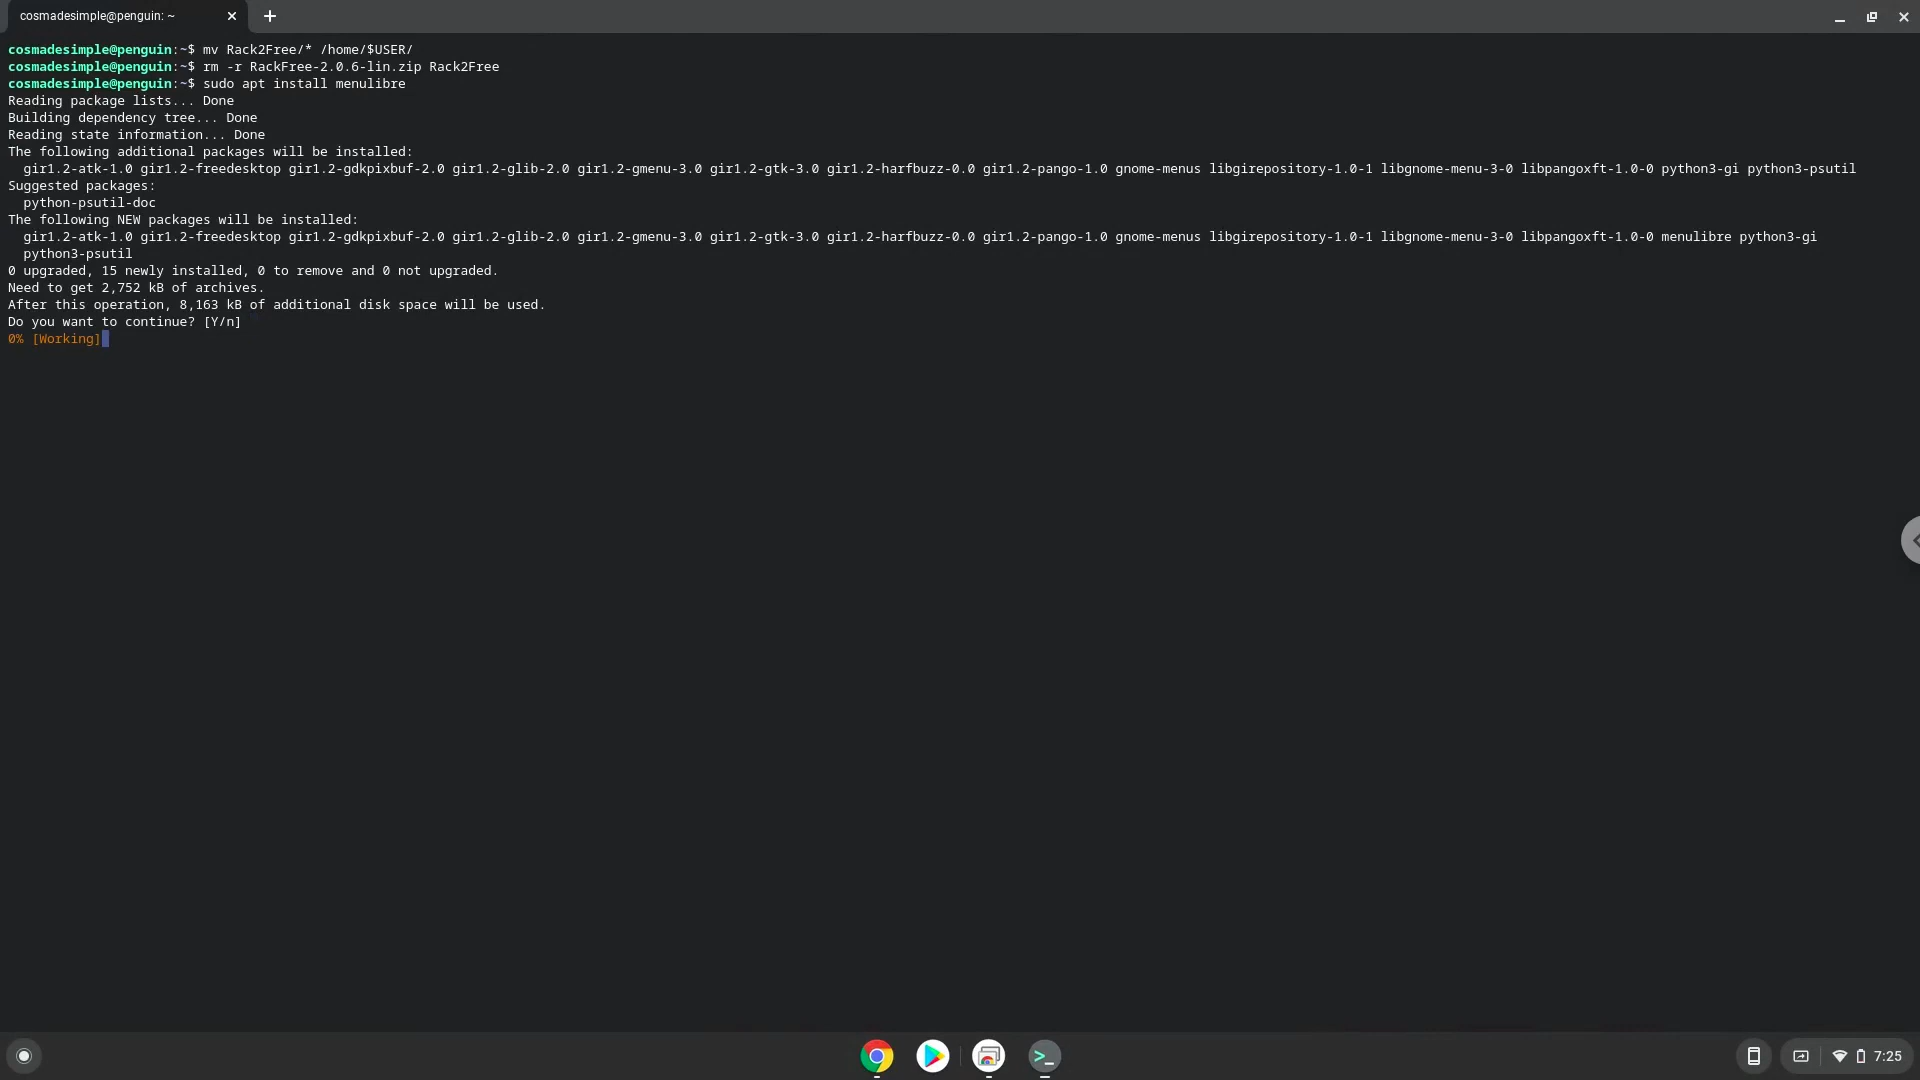 cosmadesimple@penguin: ~
cosmadesimple@penguin:~$ mv Rack2Free/* /home/$USER/
cosmadesimple@penguin:~$ rm -r RackFree-2.0.6-lin.zip Rack2Free
cosmadesimple@penguin:~$ sudo apt install menulibre
Reading package lists... Done
Building dependency tree... Done
Reading state information... Done
The following additional packages will be installed:
  gir1.2-atk-1.0 gir1.2-freedesktop gir1.2-gdkpixbuf-2.0 gir1.2-glib-2.0 gir1.2-gmenu-3.0 gir1.2-gtk-3.0 gir1.2-harfbuzz-0.0 gir1.2-pango-1.0 gnome-menus libgirepository-1.0-1 libgnome-menu-3-0 libpangoxft-1.0-0 python3-gi python3-psutil
Suggested packages:
  python-psutil-doc
The following NEW packages will be installed:
  gir1.2-atk-1.0 gir1.2-freedesktop gir1.2-gdkpixbuf-2.0 gir1.2-glib-2.0 gir1.2-gmenu-3.0 gir1.2-gtk-3.0 gir1.2-harfbuzz-0.0 gir1.2-pango-1.0 gnome-menus libgirepository-1.0-1 libgnome-menu-3-0 libpangoxft-1.0-0 menulibre python3-gi
  python3-psutil
0 upgraded, 15 newly installed, 0 to remove and 0 not upgraded.
Need to get 2,752 kB of archives.
After this operation, 8,163 kB of additional disk space will be used.
Do you want to continue? [Y/n]
0% [Working]
7:25